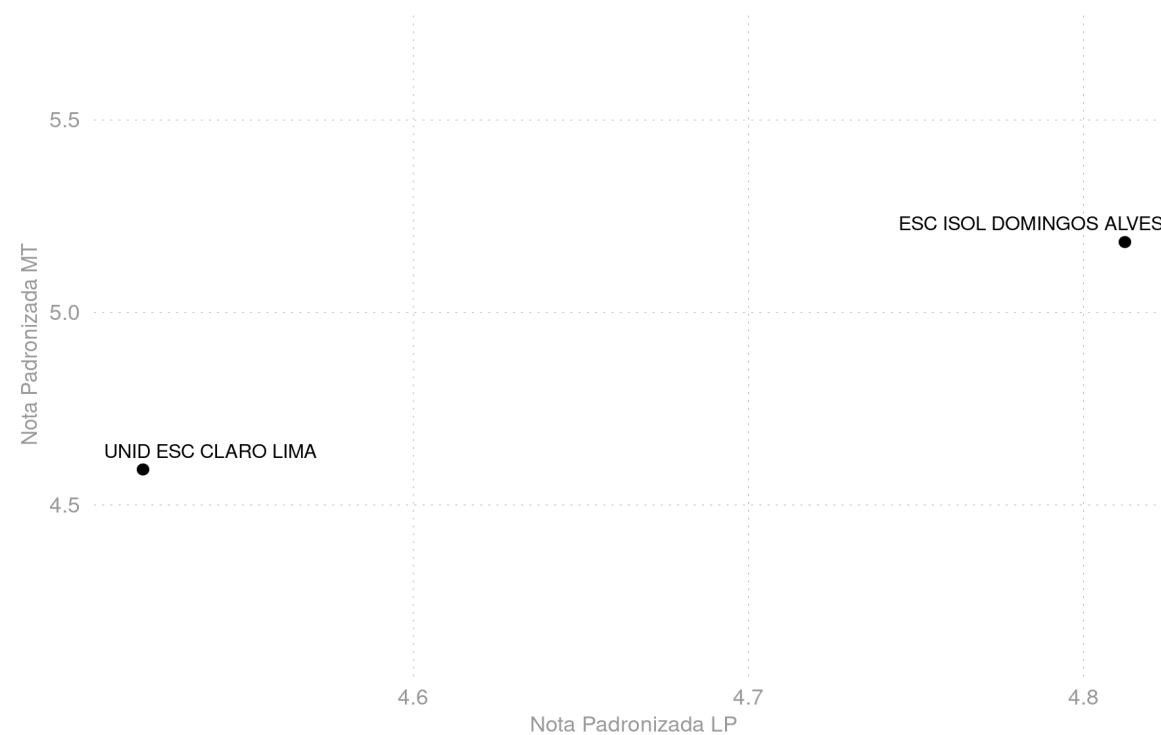 5.5
ESC ISOL DOMINGOS ALVES
Nota Padronizada MT
5.0
UNID ESC CLARO LIMA
4.5
4.6
4.7
4.8
Nota Padronizada LP